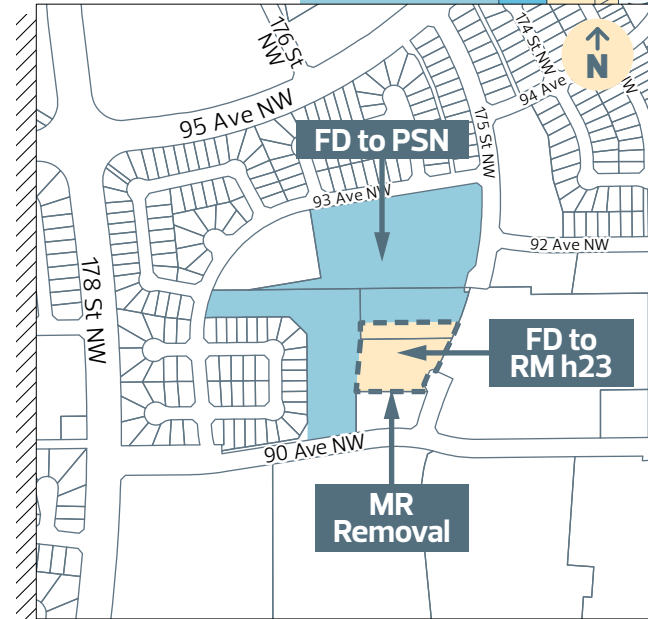 176 St
NW
174 St NW
NW
N
94 Ave
95 Ave NW
175 St NW
FD to PSN
93 Ave NW
92 Ave NW
178 St NW
FD to
RM h23
90 Ave NW
MR
Removal